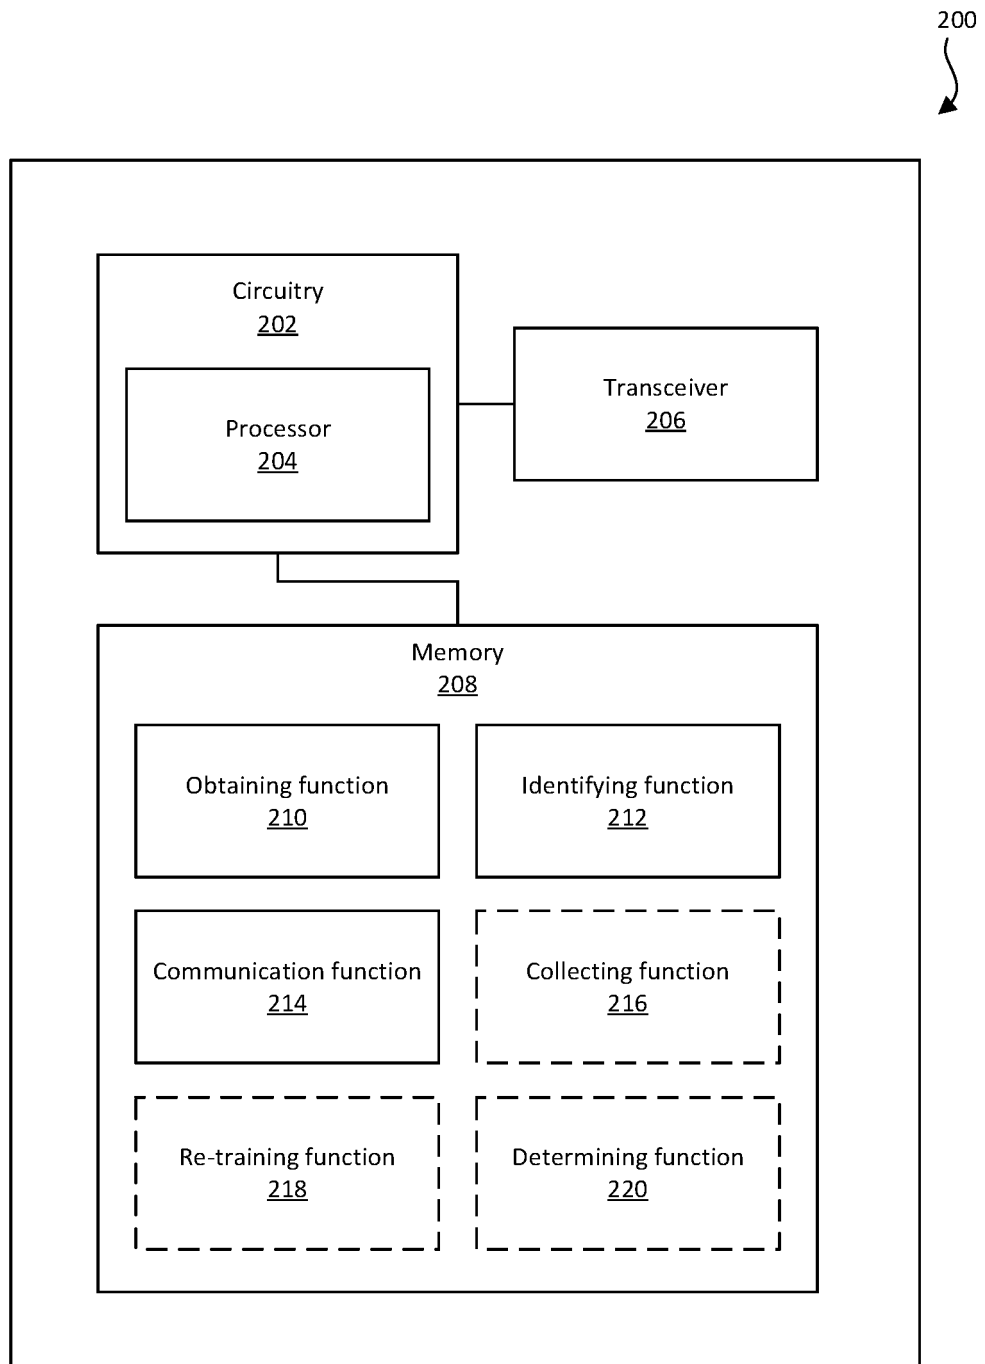 200
Circuitry
202
Processor
204
Transceiver
206
Memory
208
Obtaining function
210
Identifying function
212
Communication function
214
Collecting function
216
Re-training function
218
Determining function
220